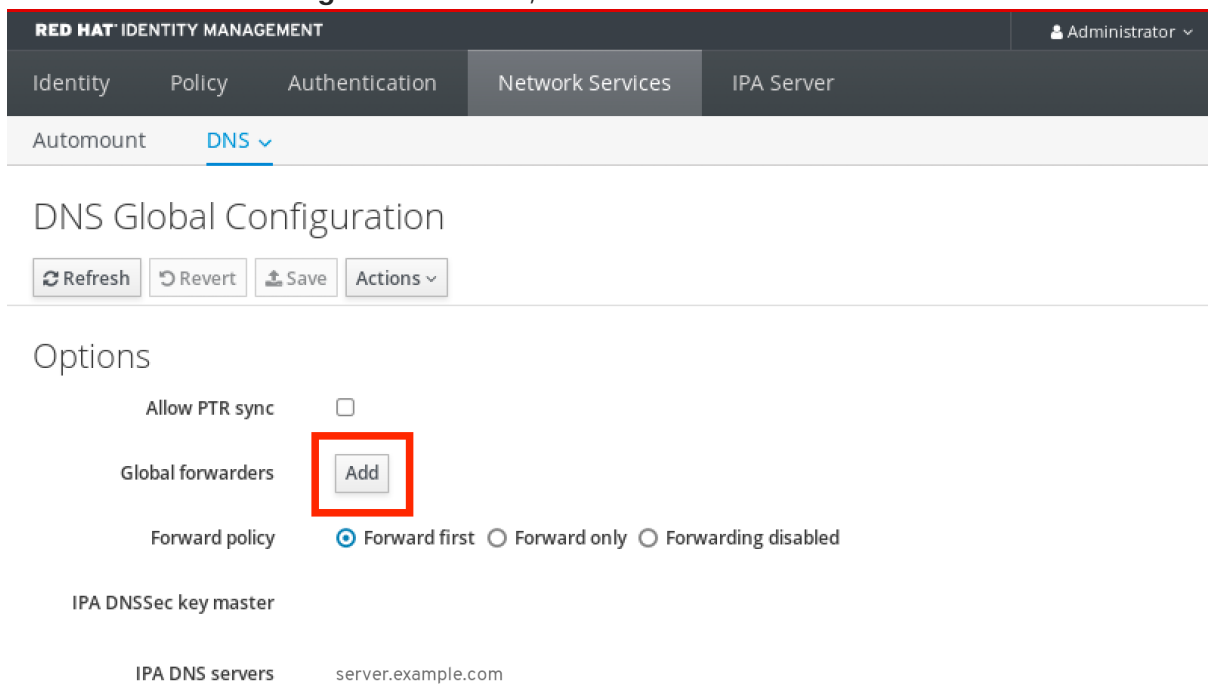 RED HAT® IDENTITY MANAGEMENT Administrator
Identity Policy Authentication Network Services IPA Server
Automount DNS
DNS Global Configuration
Refresh Revert Save Actions
Options
Allow PTR sync
Global forwarders Add
Forward policy Forward first Forward only Forwarding disabled
IPA DNSSec key master
IPA DNS servers server.example.com